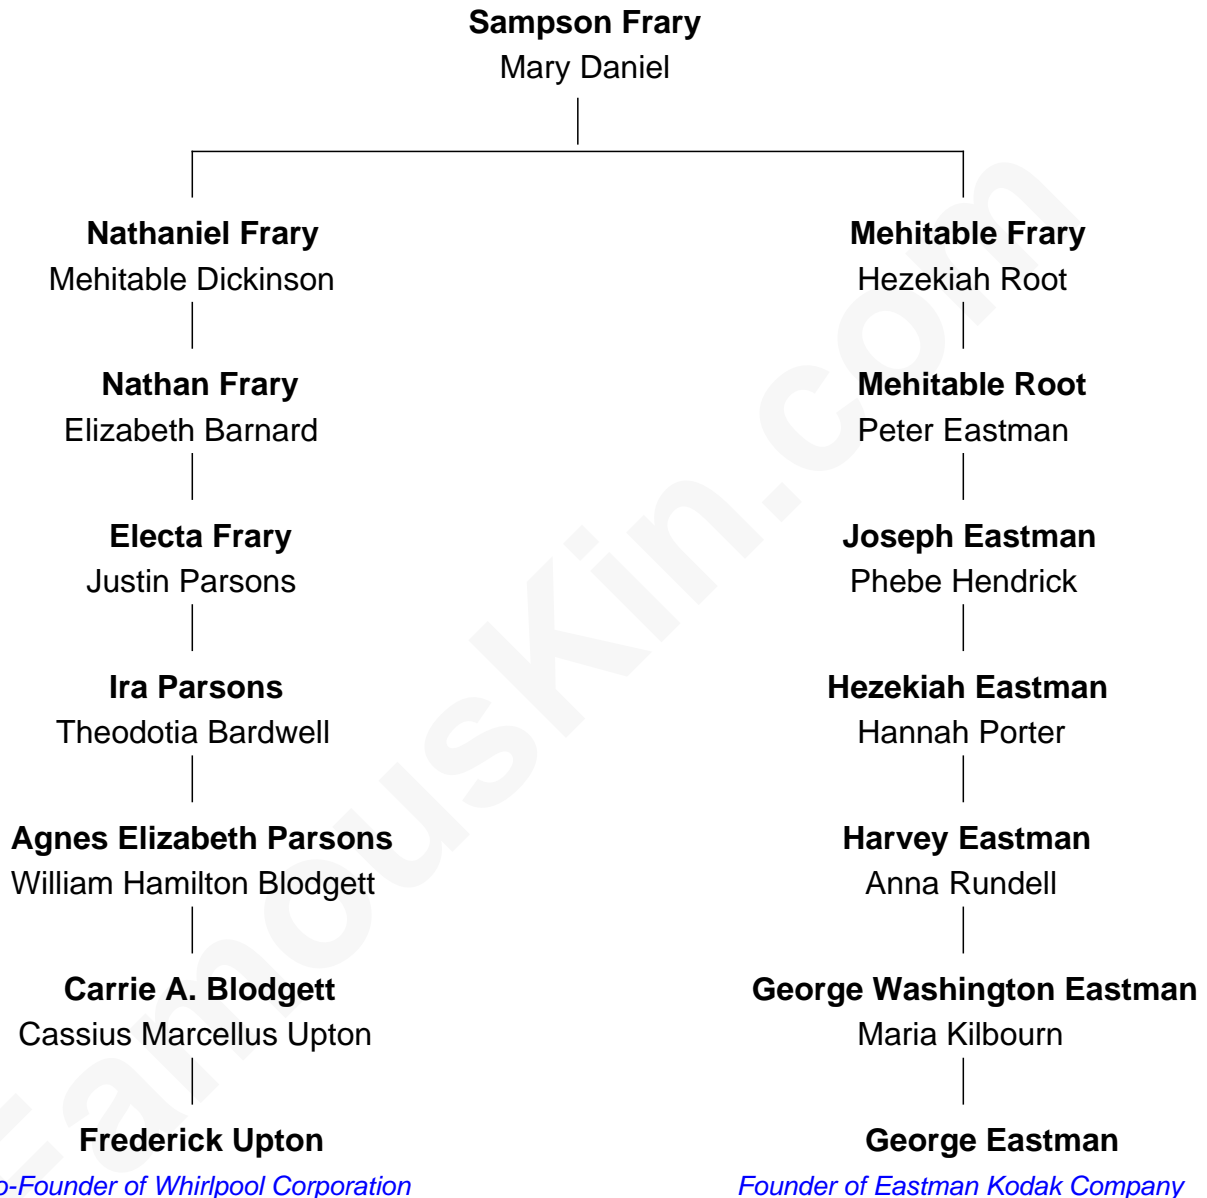 Sampson Frary
Mary Daniel
Nathaniel Frary
Mehitable Dickinson
Mehitable Frary
Hezekiah Root
Nathan Frary
Elizabeth Barnard
Mehitable Root
Peter Eastman
Electa Frary
Justin Parsons
Joseph Eastman
Phebe Hendrick
Ira Parsons
Theodotia Bardwell
Hezekiah Eastman
Hannah Porter
Agnes Elizabeth Parsons
William Hamilton Blodgett
Harvey Eastman
Anna Rundell
Carrie A. Blodgett
Cassius Marcellus Upton
George Washington Eastman
Maria Kilbourn
Frederick Upton
o-Founder of Whirlpool Corporation
George Eastman
Founder of Eastman Kodak Company
FamousKin.com